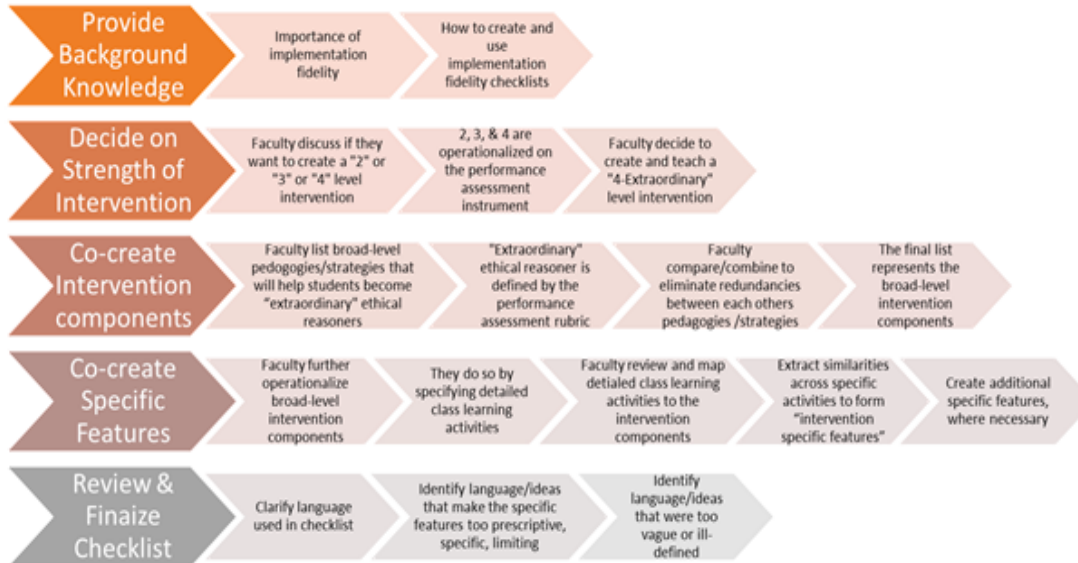 Provide
Background
Knowledge
Importance of
implementation
fidelity
How to create and
use
implementation
fidelity checklists
Decide on
Strength of
Intervention
Faculty discuss if they
want to create a "2" or
"3" or "4" level
intervention
2, 3, & 4 are
operationalized on
the performance
assessment
instrument
Faculty decide to
create and teach a
"4-Extraordinary"
level intervention
Co-create
Intervention
components
Faculty list broad-level
pedogogies/strategies that
will help students become
"extraordinary" ethical
reasoners
"Extraordinary"
ethical reasoner is
defined by the
performance
assessment rubric
Faculty
compare/combine to
eliminate redundancies
between each others
pedagogies /strategies
The final list
represents the
broad-level
intervention
components
Co-create
Specific
Features
Faculty further
operationalize
broad-level
intervention
components
They do so by
specifying detailed
class learning
activities
Faculty review and map
detialed class learning
activities to the
intervention
components
Extract similarities
across specific
activities to form
"intervention
specific features"
Create additional
specific features,
where necessary
Review &
Finaize
Checklist
Clarify language
used in checklist
Identify language/ideas
that make the specific
features too prescriptive,
specific, limiting
Identify
language/ideas
that were too
vague or ill-
defined